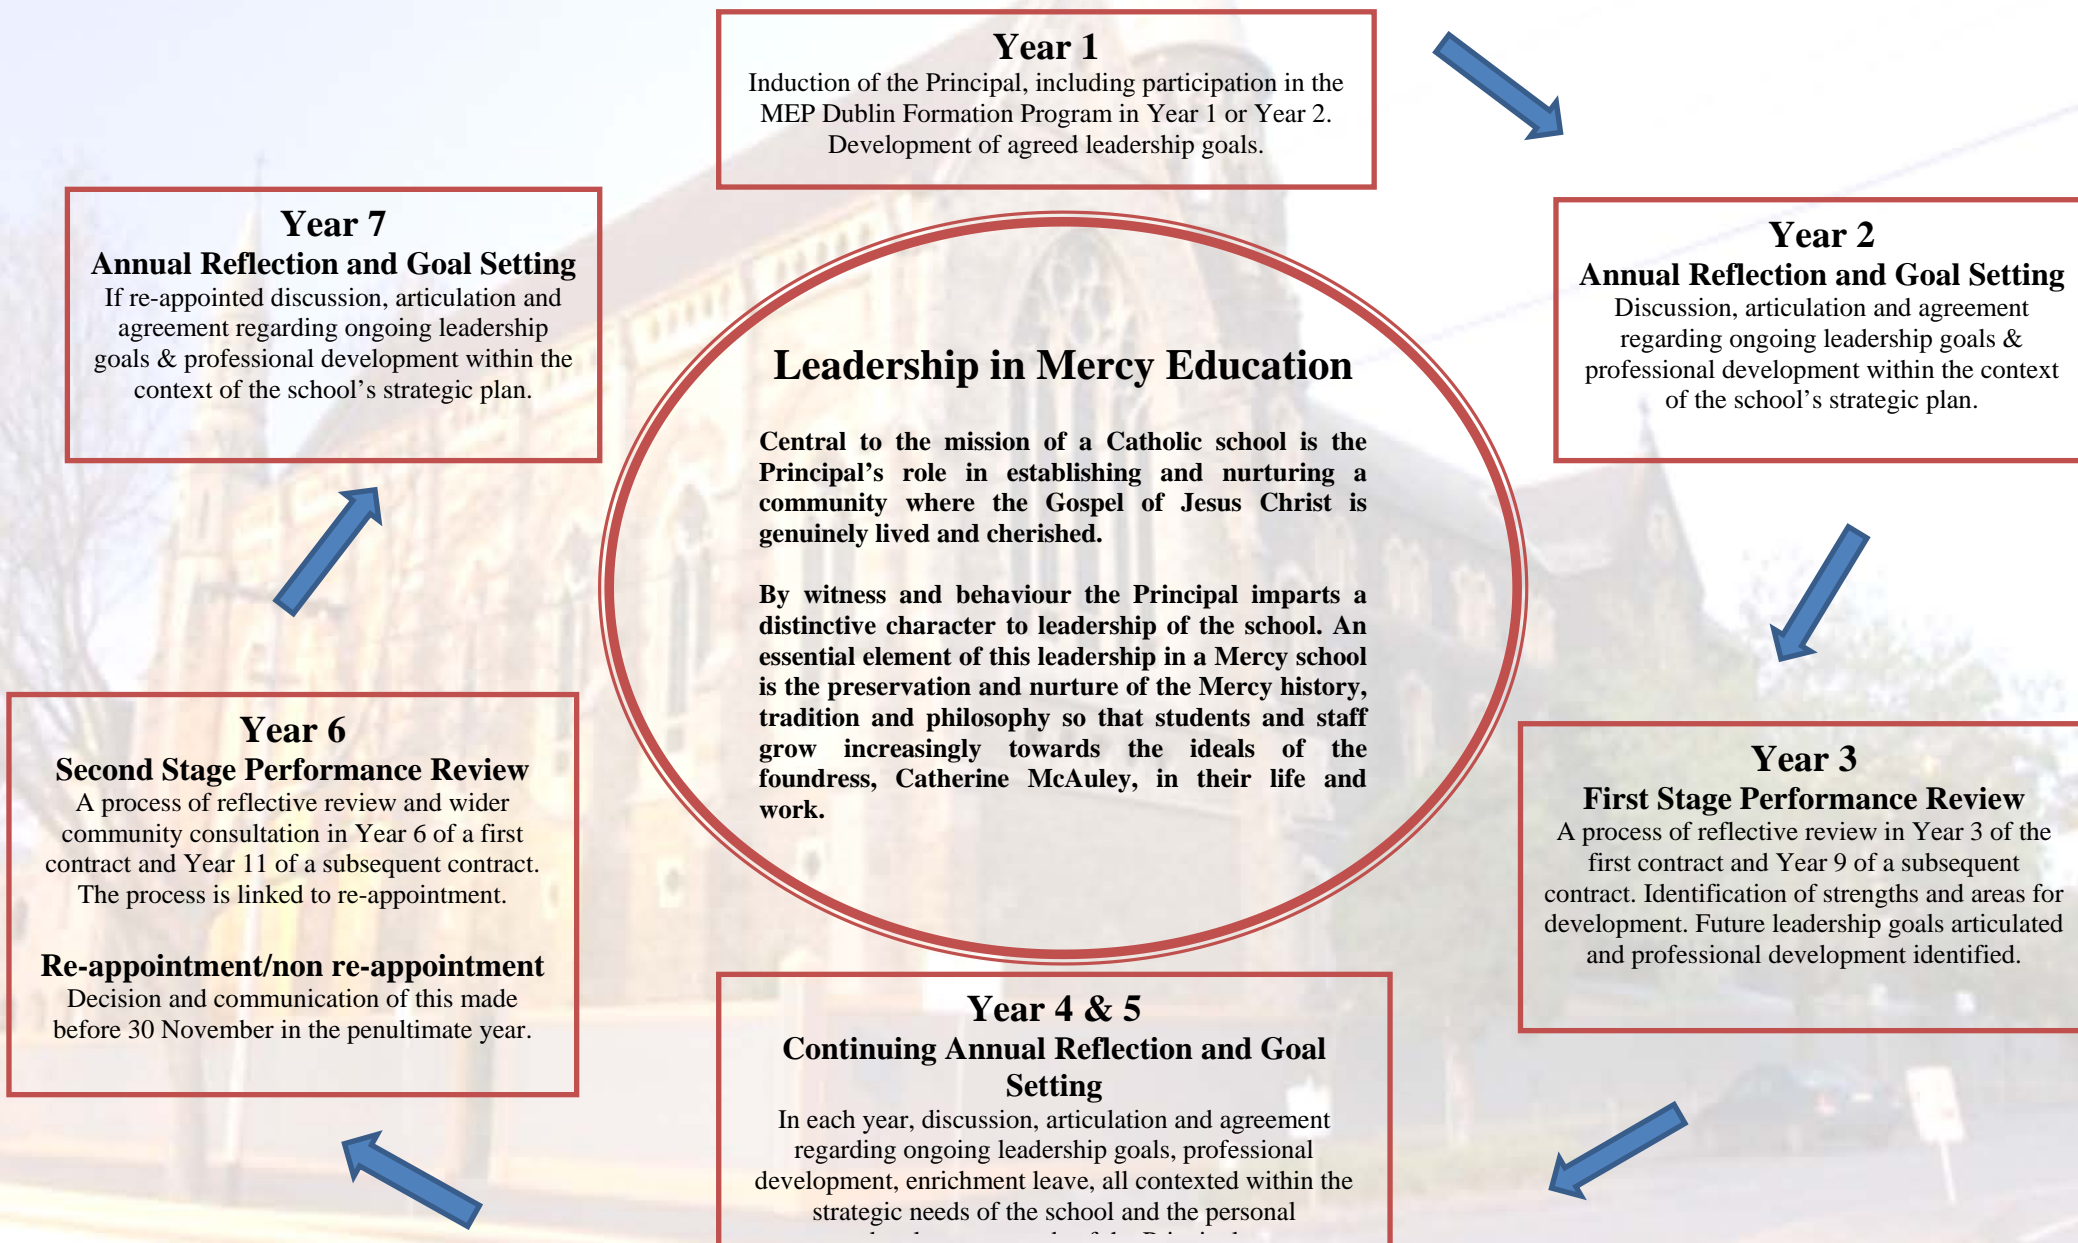 Year 1
Induction of the Principal, including participation in the
MEP Dublin Formation Program in Year 1 or Year 2.
Development of agreed leadership goals.
Year 2
Annual Reflection and Goal Setting
Discussion, articulation and agreement
regarding ongoing leadership goals &
professional development within the context
of the school’s strategic plan.
Year 3
First Stage Performance Review
A process of reflective review in Year 3 of the
first contract and Year 9 of a subsequent
contract. Identification of strengths and areas for
development. Future leadership goals articulated
and professional development identified.
Year 4 & 5
Continuing Annual Reflection and Goal
Setting
In each year, discussion, articulation and agreement
regarding ongoing leadership goals, professional
development, enrichment leave, all contexted within the
strategic needs of the school and the personal
Year 6
Second Stage Performance Review
A process of reflective review and wider
community consultation in Year 6 of a first
contract and Year 11 of a subsequent contract.
The process is linked to re-appointment.
Re-appointment/non re-appointment
Decision and communication of this made
before 30 November in the penultimate year.
Year 7
Annual Reflection and Goal Setting
If re-appointed discussion, articulation and
agreement regarding ongoing leadership
goals & professional development within the
context of the school’s strategic plan.
Leadership in Mercy Education
Central to the mission of a Catholic school is the
Principal’s role in establishing and nurturing a
community where the Gospel of Jesus Christ is
genuinely lived and cherished.
By witness and behaviour the Principal imparts a
distinctive character to leadership of the school. An
essential element of this leadership in a Mercy school
is the preservation and nurture of the Mercy history,
tradition and philosophy so that students and staff
grow increasingly towards the ideals of the
foundress, Catherine McAuley, in their life and
work.